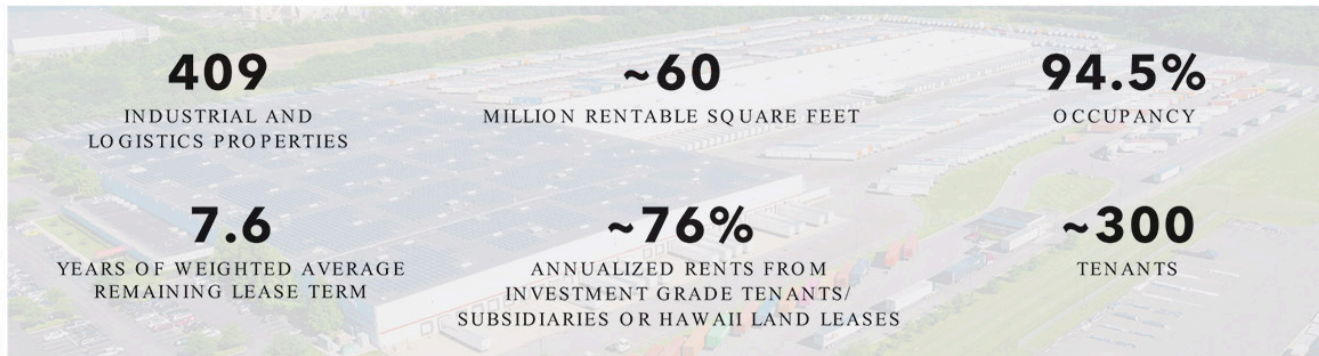 409
INDUSTRIAL AND
LOGISTICS PROPERTIES
~60
MILLION RENTABLE SQUARE FEET
94.5%
OCCUPANCY
7.6
YEARS OF WEIGHTED AVERAGE
REMAINING LEASE TERM
~76%
ANNUALIZED RENTS FROM
INVESTMENT GRADE TENANTS/
SUBSIDIARIES OR HAWAII LAND LEASES
~300
TENANTS